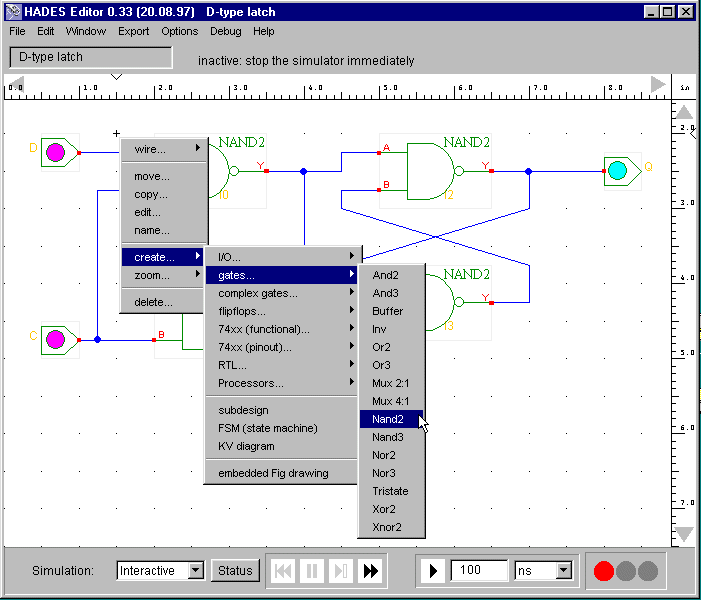 HADES Editor 0.33 (20.08.97) D-type latch
File Edit Window Export Options Debug Help
D-type latch
inactive: stop the simulator immediately
0.0 1.0 2.0 3.0 4.0 5.0 6.0 7.0 8.0 in
2.0
3.0
4.0
5.0
6.0
7.0
D
NAND2
Y
I0
A
B
NAND2
Y
I2
Q
NAND2
Y
I3
C
B
wire...
move...
copy...
edit...
name...
create...
zoom...
delete...
I/O...
gates...
complex gates...
flipflops...
74xx (functional)...
74xx (pinout)...
RTL...
Processors...
subdesign
FSM (state machine)
KV diagram
embedded Fig drawing
And2
And3
Buffer
Inv
Or2
Or3
Mux 2:1
Mux 4:1
Nand2
Nand3
Nor2
Nor3
Tristate
Xor2
Xnor2
Simulation: Interactive Status 100 ns